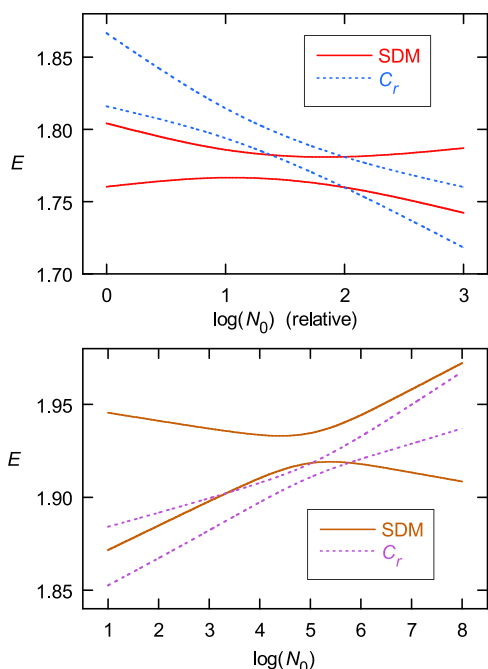 1.85
1.80
1.75
1.70
E
SDM
C_r
0 1 2 3
log(N_0) (relative)
1.95
1.90
1.85
E
SDM
C_r
1 2 3 4 5 6 7 8
log(N_0)